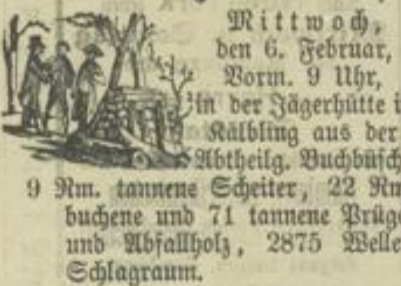 Mittwoch,
den 6. Februar,
Vorm. 9 Uhr,
in der Jägerhütte i
Kälbling aus der
Abtheilg. Buchbüsch
9 Rm. tannene Scheiter, 22 Rm
buchene und 71 tannene Prüge
und Abfallholz, 2875 Welle
Schlagraum.